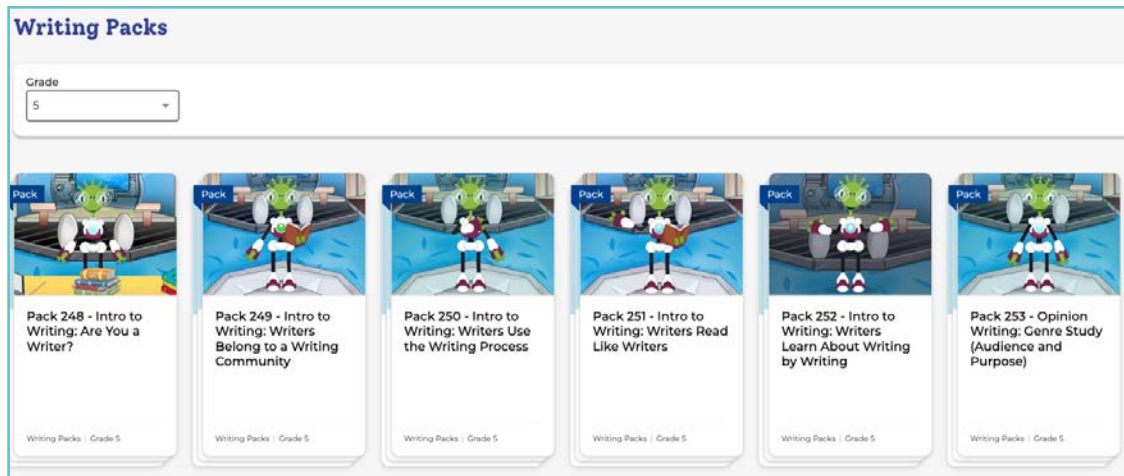 Writing Packs
Grade
5
Pack
Pack 248 - Intro to
Writing: Are You a
Writer?
Writing Packs | Grade 5
Pack
Pack 249 - Intro to
Writing: Writers
Belong to a Writing
Community
Writing Packs | Grade 5
Pack
Pack 250 - Intro to
Writing: Writers Use
the Writing Process
Writing Packs | Grade 5
Pack
Pack 251 - Intro to
Writing: Writers Read
Like Writers
Writing Packs | Grade 5
Pack
Pack 252 - Intro to
Writing: Writers
Learn About Writing
by Writing
Writing Packs | Grade 5
Pack
Pack 253 - Opinion
Writing: Genre Study
(Audience and
Purpose)
Writing Packs | Grade 5